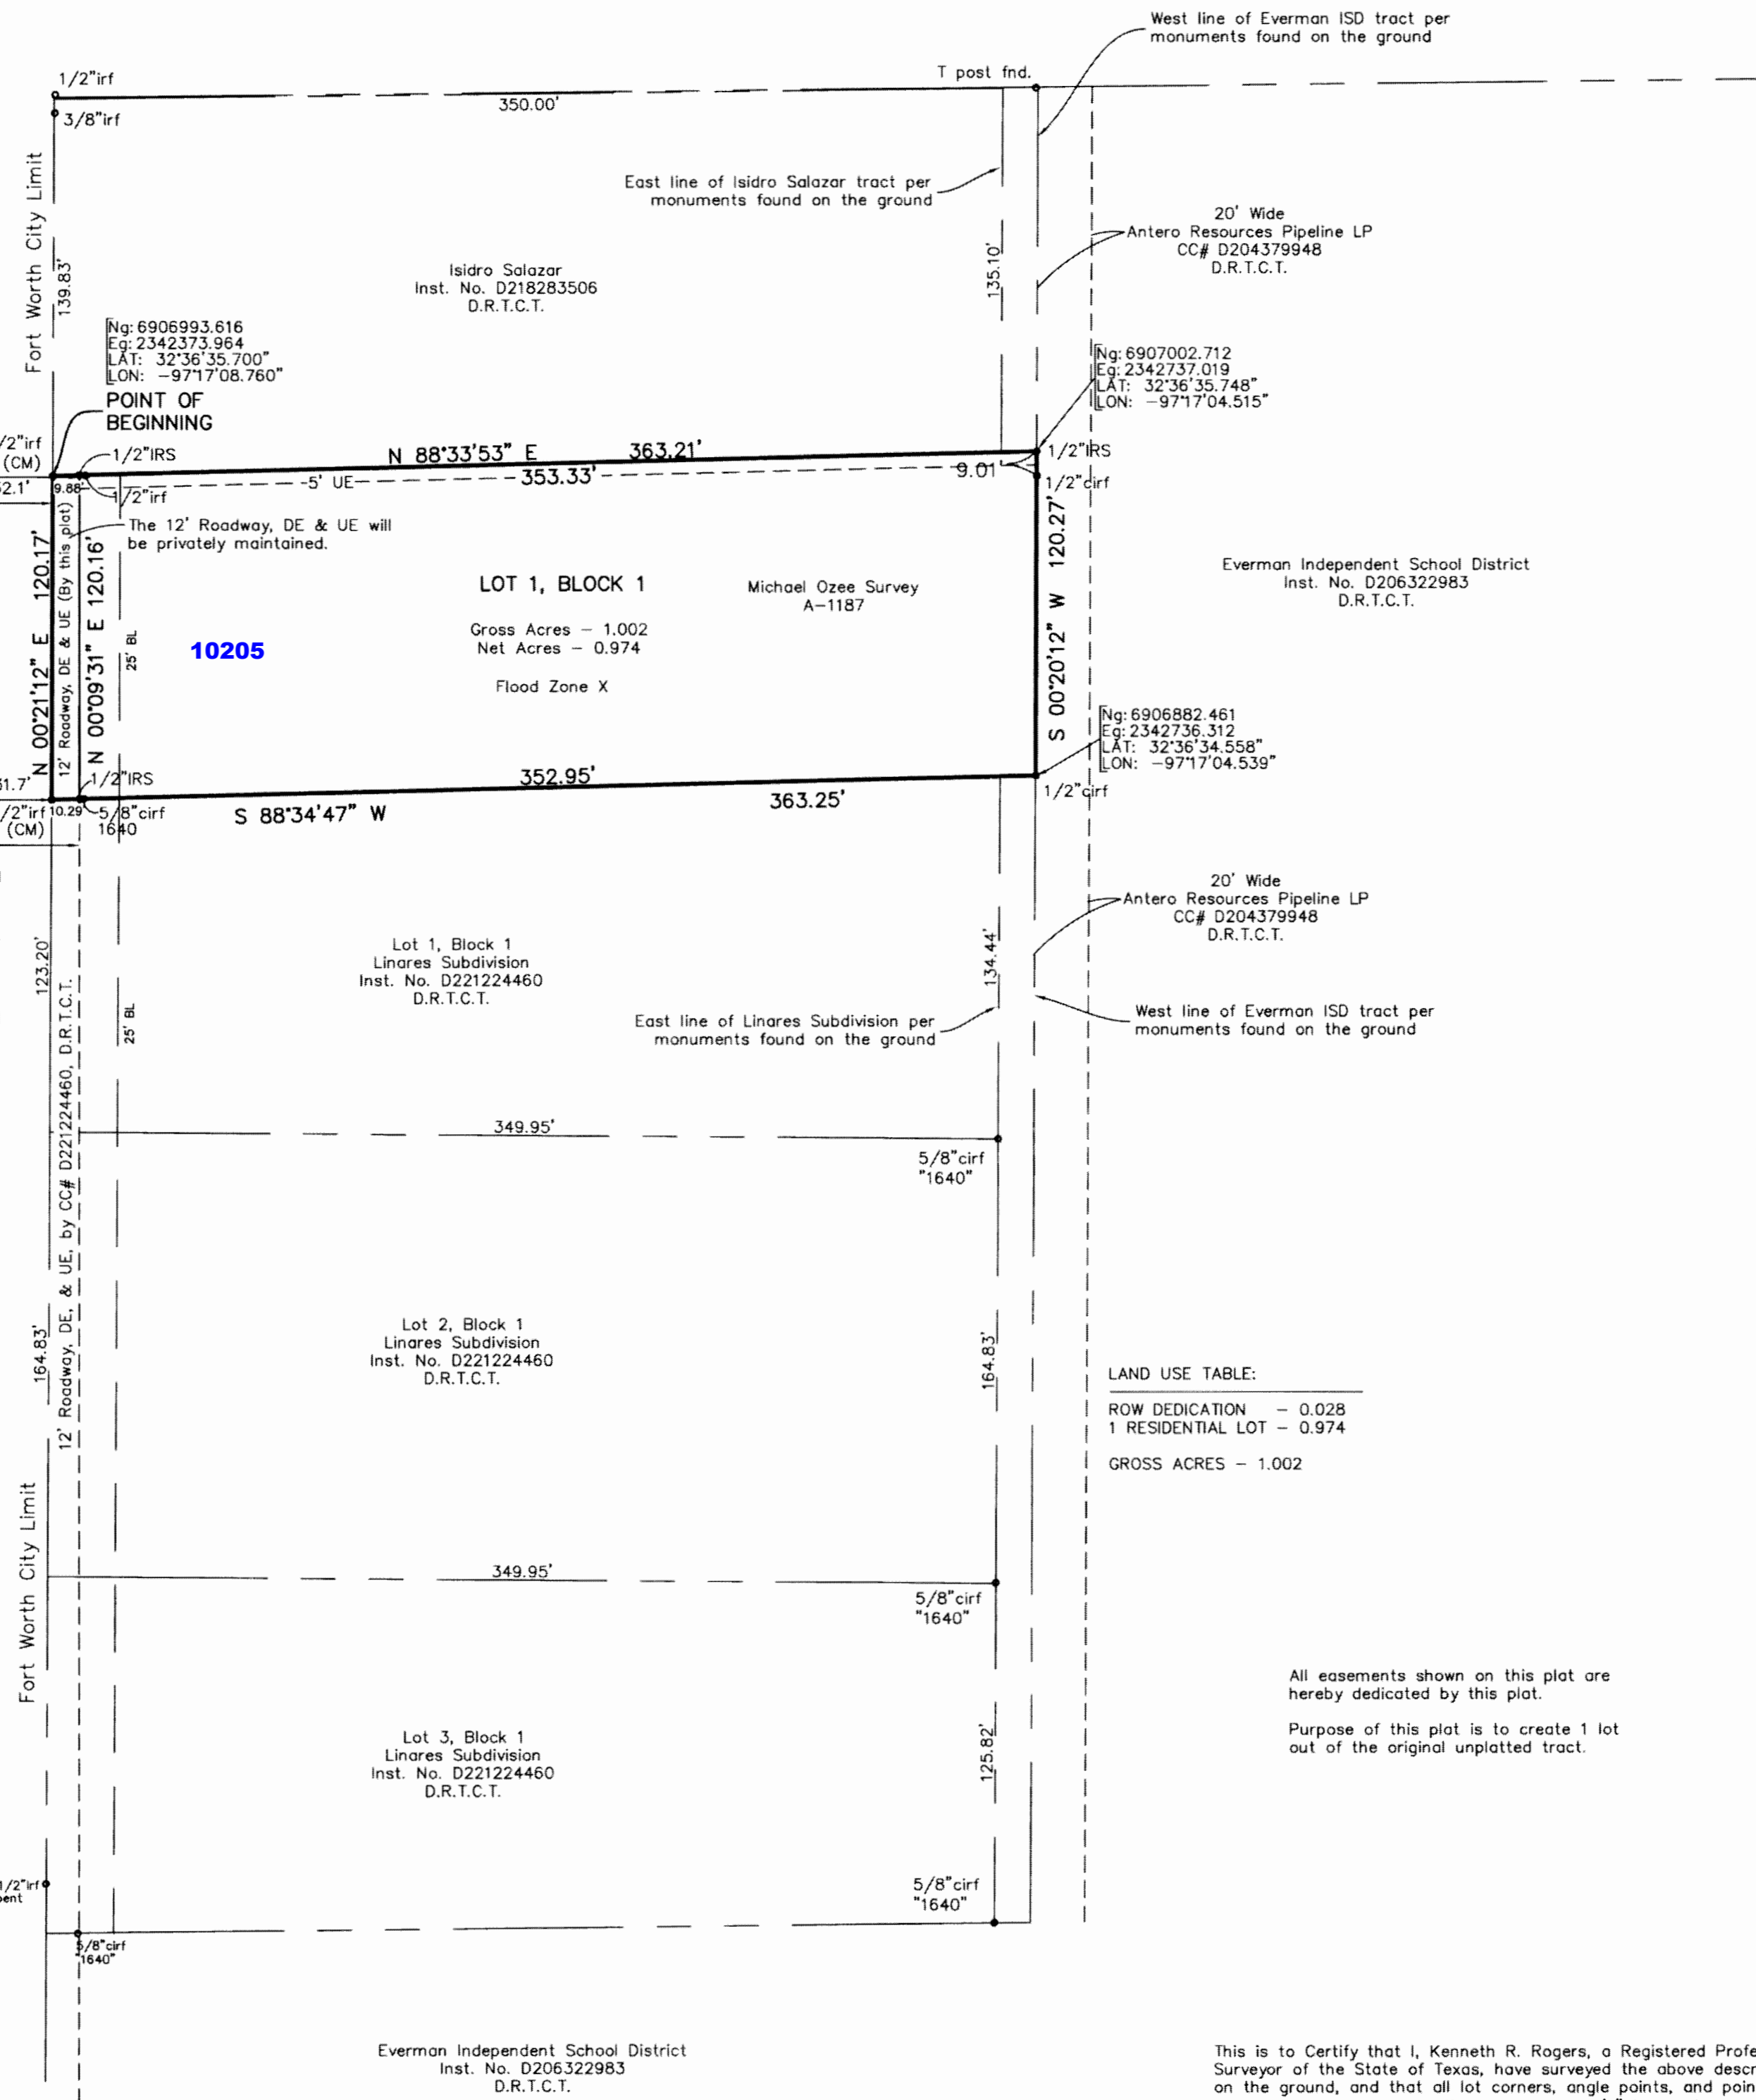 West line of Everman ISD tract per
monuments found on the ground
T post fnd.
1/2"irf
350.00'
3/8"irf
Fort Worth City Limit
139.83'
East line of Isidro Salazar tract per
monuments found on the ground
135.10'
20' Wide
Antero Resources Pipeline LP
CC# D204379948
D.R.T.C.T.
Isidro Salazar
Inst. No. D218283506
D.R.T.C.T.
Ng: 6906993.616
Eg: 2342373.964
LAT: 32°36'35.700"
LON: -97°17'08.760"
POINT OF
BEGINNING
Ng: 6907002.712
Eg: 2342737.019
LAT: 32°36'35.748"
LON: -97°17'04.515"
/2"irf
(CM)
1/2"IRS
N 88°33'53" E 363.21'
1/2"IRS
2.1'
9.88
5' UE
353.33'
9.01'
1/2"irf
1/2"cirf
The 12' Roadway, DE & UE will
be privately maintained.
N 00°21'12" E 120.17'
12' Roadway, DE & UE (By this plat)
N 00°09'31" E 120.16'
25' BL
10205
LOT 1, BLOCK 1
Gross Acres - 1.002
Net Acres - 0.974
Flood Zone X
Michael Ozee Survey
A-1187
S 00°20'12" W 120.27'
Everman Independent School District
Inst. No. D206322983
D.R.T.C.T.
Ng: 6906882.461
Eg: 2342736.312
LAT: 32°36'34.558"
LON: -97°17'04.539"
1.7'
1/2"IRS
352.95'
1/2"cirf
/2"irf
(CM)
10.29
5/8"cirf
1640
S 88°34'47" W
363.25'
20' Wide
Antero Resources Pipeline LP
CC# D204379948
D.R.T.C.T.
123.20'
Lot 1, Block 1
Linares Subdivision
Inst. No. D221224460
D.R.T.C.T.
134.44'
25' BL
East line of Linares Subdivision per
monuments found on the ground
West line of Everman ISD tract per
monuments found on the ground
12' Roadway, DE, & UE, by CC# D221224460, D.R.T.C.T.
349.95'
5/8"cirf
"1640"
164.83'
Lot 2, Block 1
Linares Subdivision
Inst. No. D221224460
D.R.T.C.T.
164.83'
LAND USE TABLE:
ROW DEDICATION - 0.028
1 RESIDENTIAL LOT - 0.974
GROSS ACRES - 1.002
Fort Worth City Limit
349.95'
5/8"cirf
"1640"
All easements shown on this plat are
hereby dedicated by this plat.
Purpose of this plat is to create 1 lot
out of the original unplatted tract.
Lot 3, Block 1
Linares Subdivision
Inst. No. D221224460
D.R.T.C.T.
125.82'
1/2"irf
bent
5/8"cirf
"1640"
5/8"cirf
"1640"
Everman Independent School District
Inst. No. D206322983
D.R.T.C.T.
This is to Certify that I, Kenneth R. Rogers, a Registered Profe
Surveyor of the State of Texas, have surveyed the above descr
on the ground, and that all lot corners, angle points, and poin